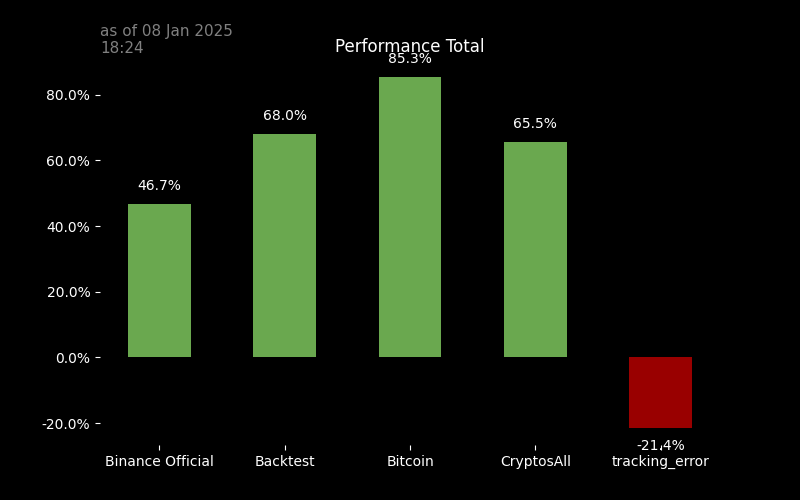 as of 08 Jan 2025
18:24
Performance Total
85.3%
80.0%
68.0%
65.5%
60.0%
46.7%
40.0%
20.0%
0.0%
-20.0%
-21.4%
Binance Official
Backtest
Bitcoin
CryptosAll
tracking_error